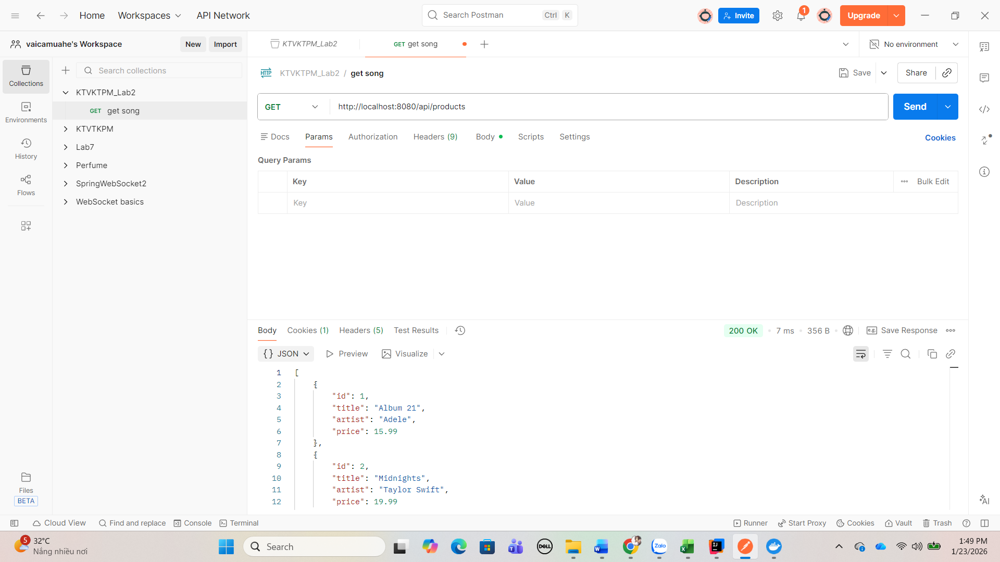 Home Workspaces API Network Search Postman Ctrl K Invite 1 Upgrade
vaicamuahe's Workspace New Import KTVKTPM_Lab2 GET get song No environment
Collections
Search collections
HTTP KTVKTPM_Lab2 / get song Save Share
KTVKTPM_Lab2
GET get song
GET http://localhost:8080/api/products Send
Environments
KTVTKPM
Lab7
Docs Params Authorization Headers (9) Body Scripts Settings Cookies
History
Perfume
Query Params
SpringWebSocket2
Key Value Description Bulk Edit
Flows
WebSocket basics
Key Value Description
Body Cookies (1) Headers (5) Test Results 200 OK 7 ms 356 B e.g. Save Response
{} JSON Preview Visualize
1 [
2 {
3 "id": 1,
4 "title": "Album 21",
5 "artist": "Adele",
6 "price": 15.99
7 },
8 {
9 "id": 2,
10 "title": "Midnights",
11 "artist": "Taylor Swift",
12 "price": 19.99
Files
BETA
AI
Cloud View Find and replace Console Terminal Runner Start Proxy Cookies Vault Trash
5 32°C
Nắng nhiều nơi
Search
DELL
Zalo
1:49 PM
1/23/2026